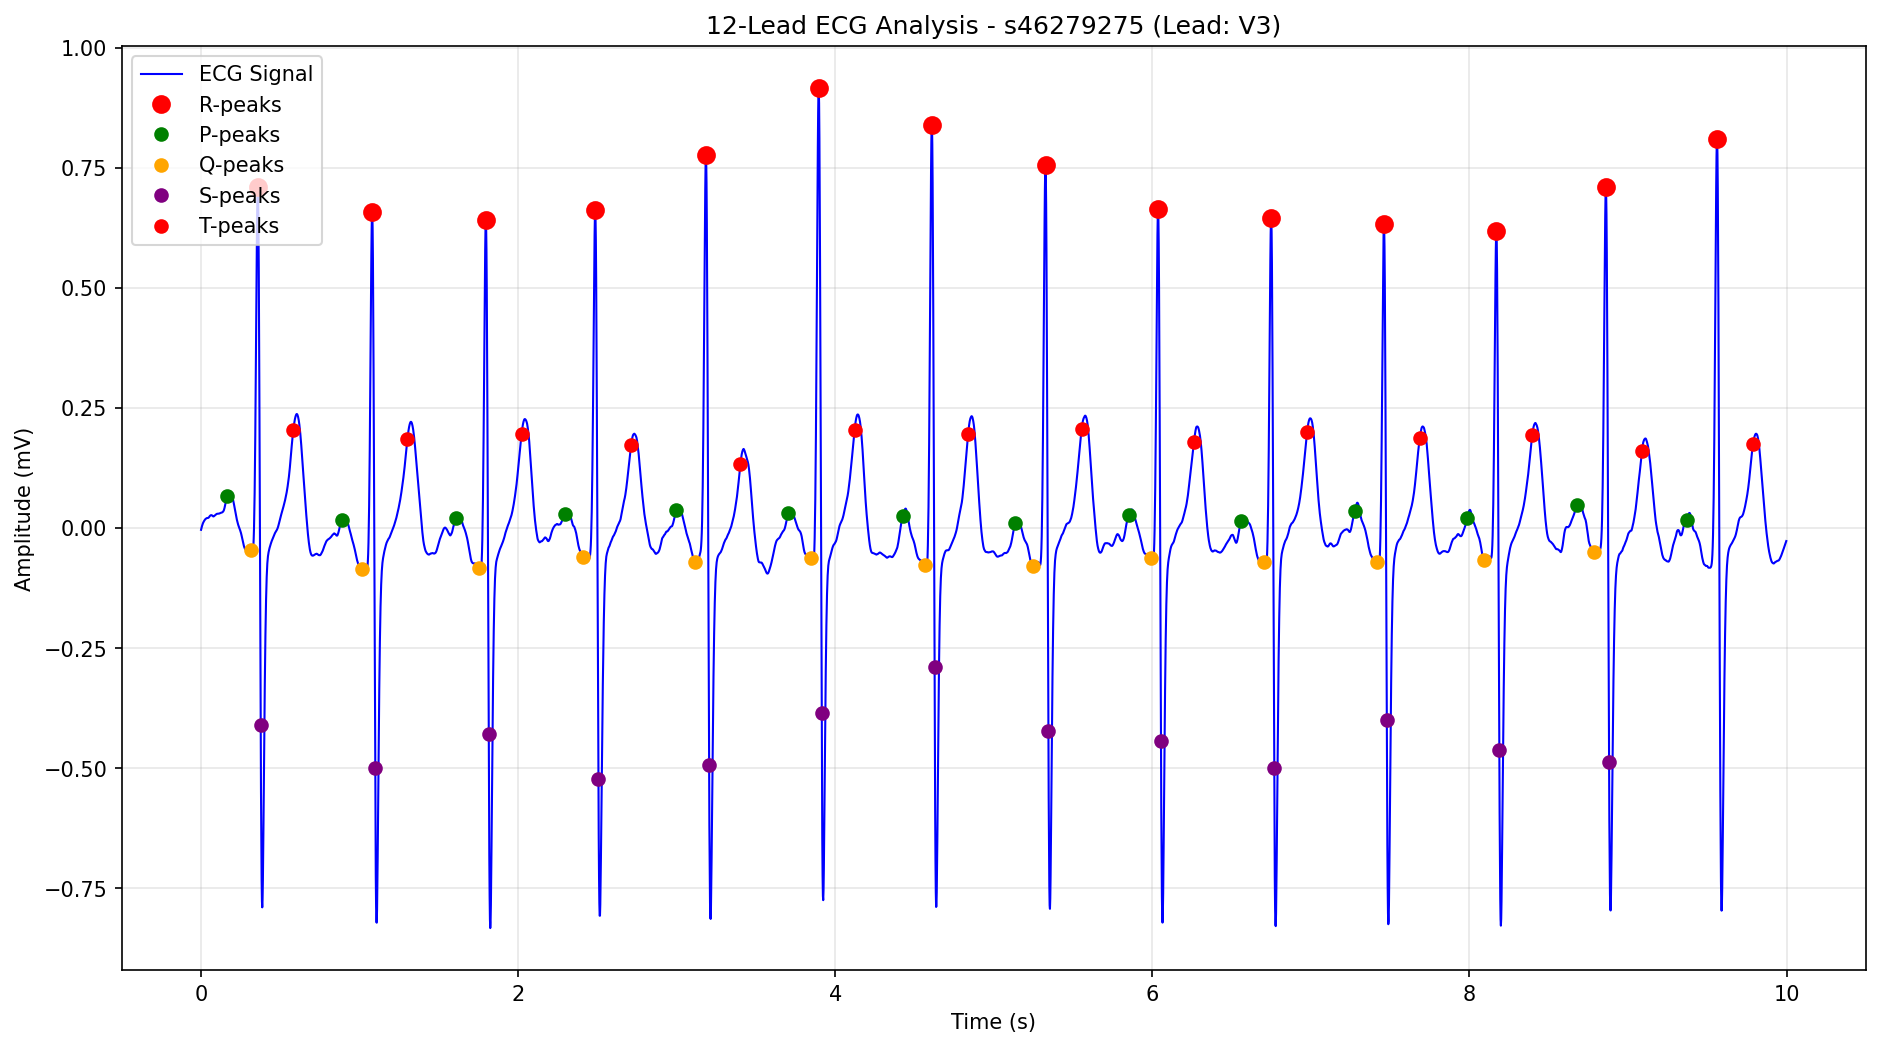 12-Lead ECG Analysis - s46279275 (Lead: V3)
ECG Signal
R-peaks
P-peaks
Q-peaks
S-peaks
T-peaks
1.00
0.75
0.50
0.25
0.00
−0.25
−0.50
−0.75
Amplitude (mV)
0 2 4 6 8 10
Time (s)